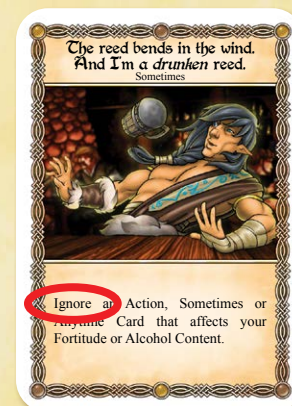 The reed bends in the wind.
And I'm a drunken reed.
Sometimes
Ignore an Action, Sometimes or
Anytime Card that affects your
Fortitude or Alcohol Content.